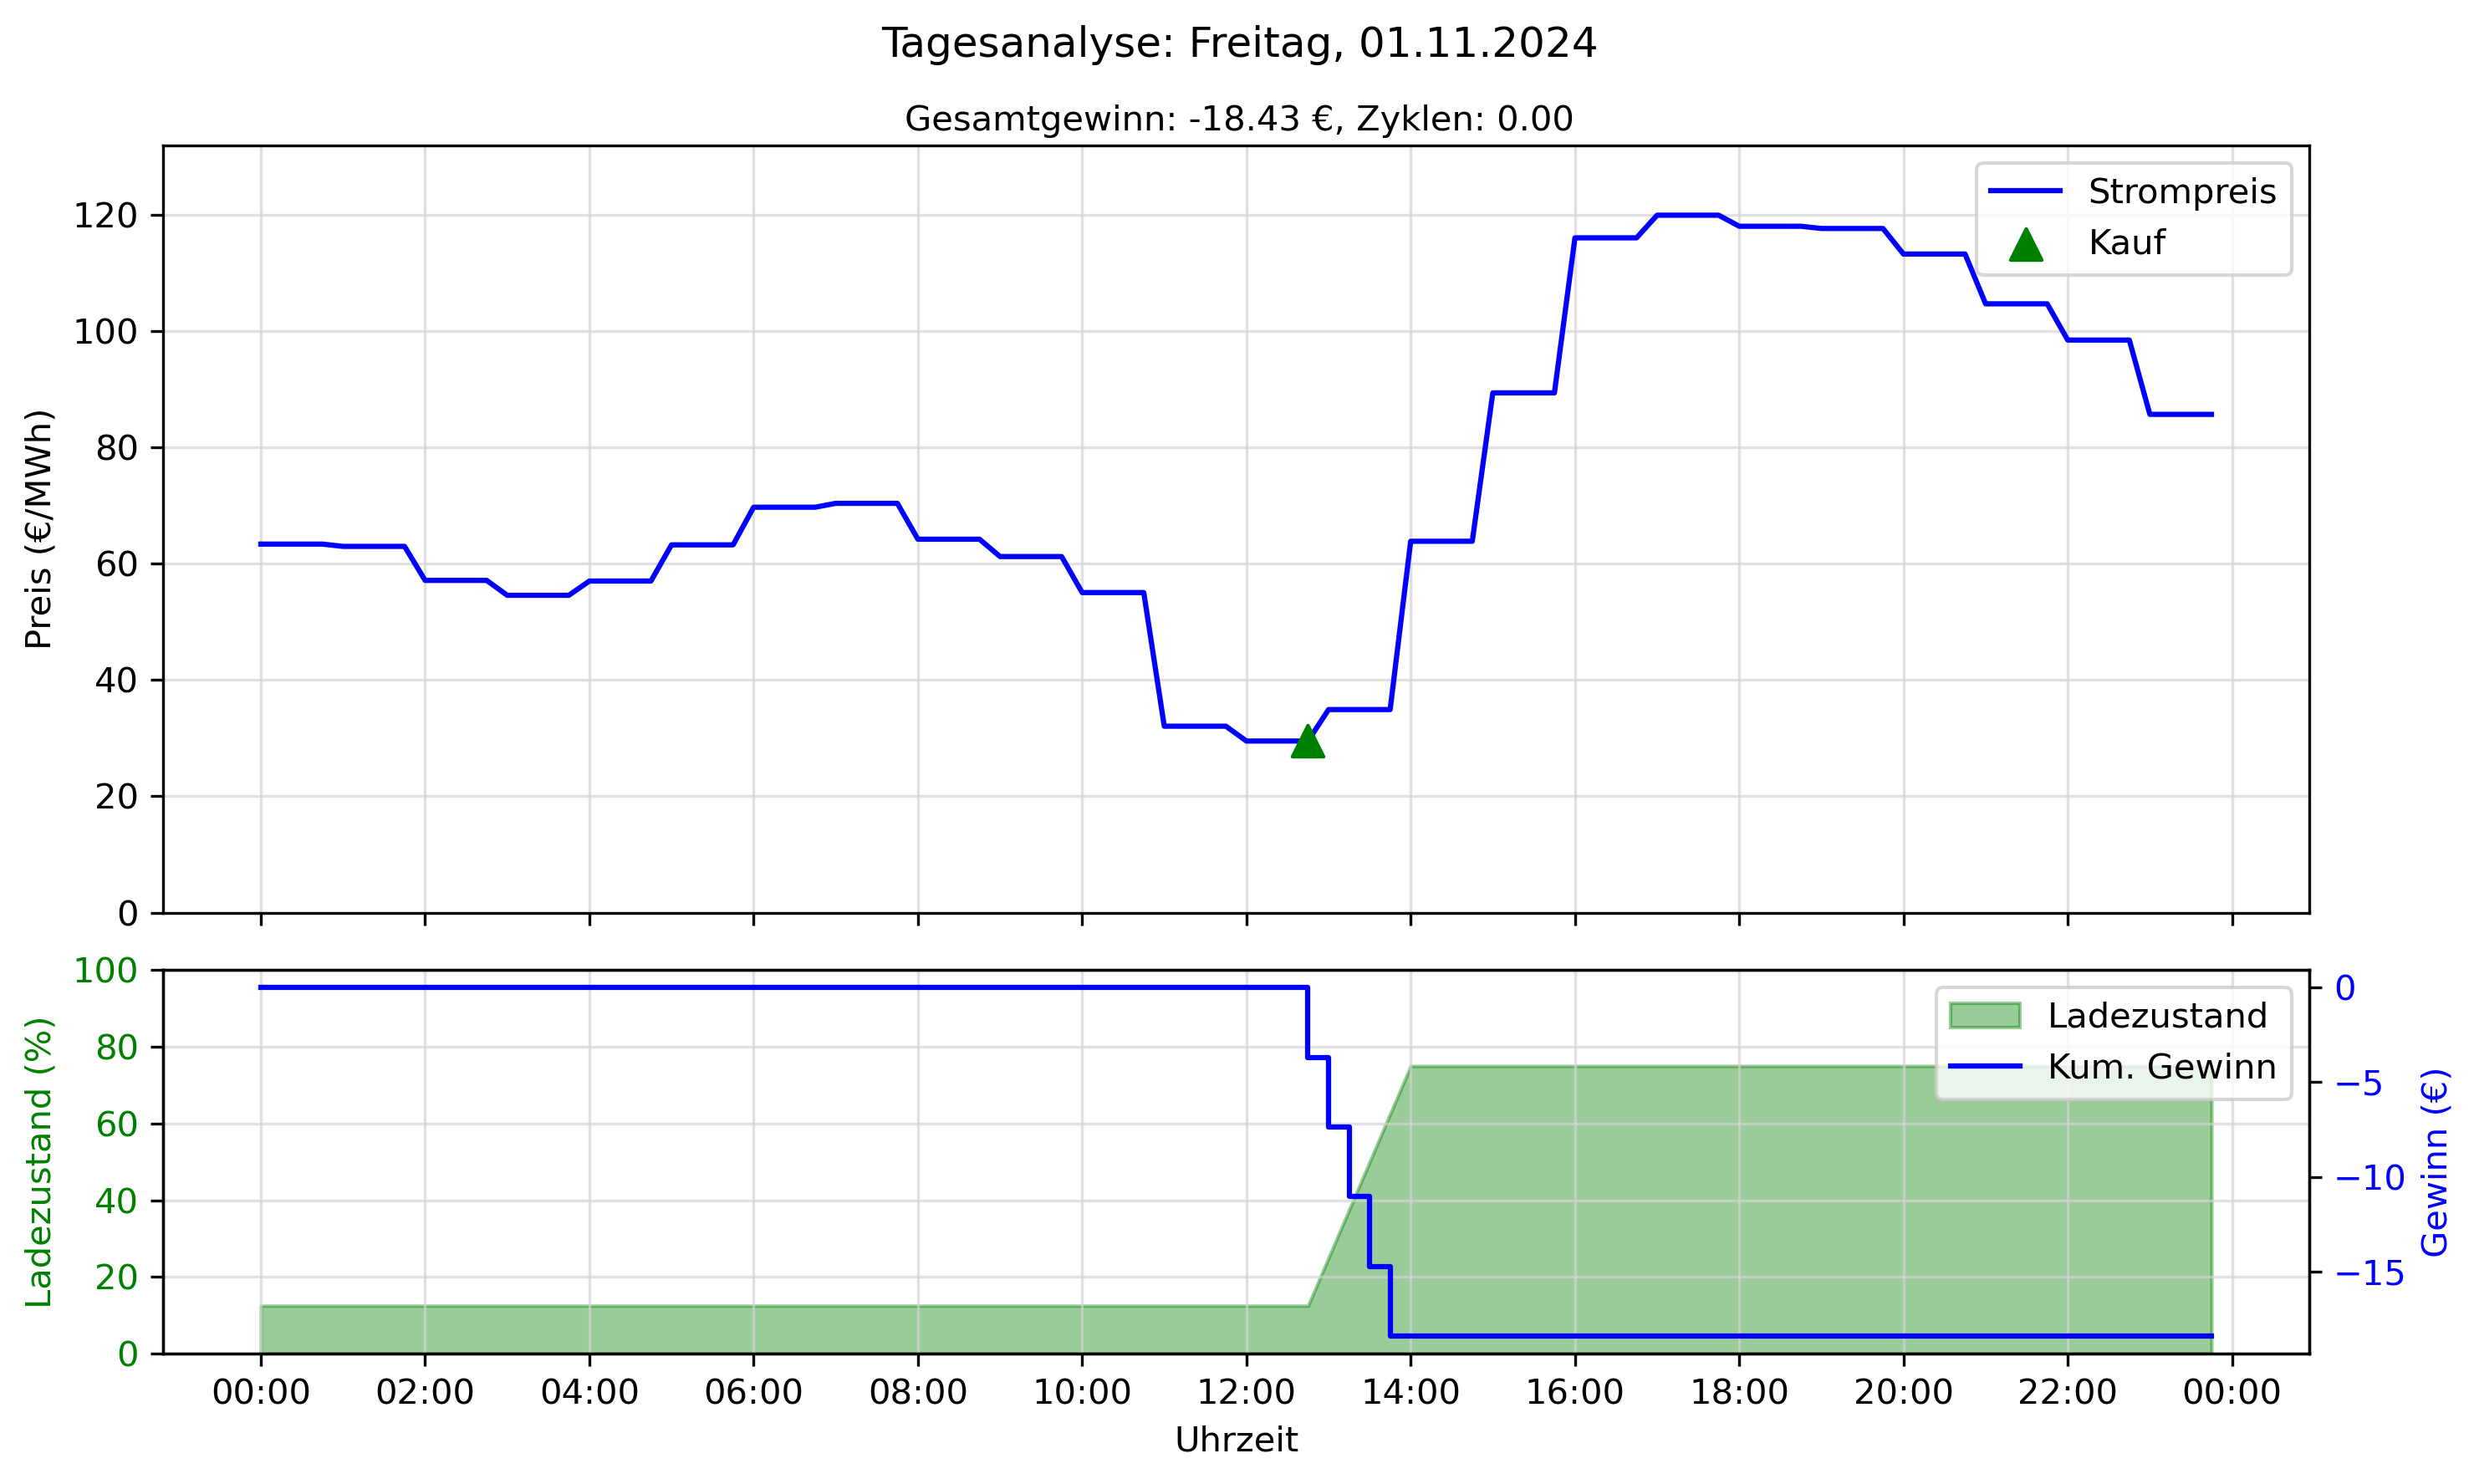 Tagesanalyse: Freitag, 01.11.2024
Gesamtgewinn: -18.43 €, Zyklen: 0.00
Preis (€/MWh)
120
100
80
60
40
20
0
Strompreis
Kauf
Ladezustand (%)
100
80
60
40
20
0
Ladezustand
Kum. Gewinn
0
−5
−10
−15
Gewinn (€)
00:00 02:00 04:00 06:00 08:00 10:00 12:00 14:00 16:00 18:00 20:00 22:00 00:00
Uhrzeit